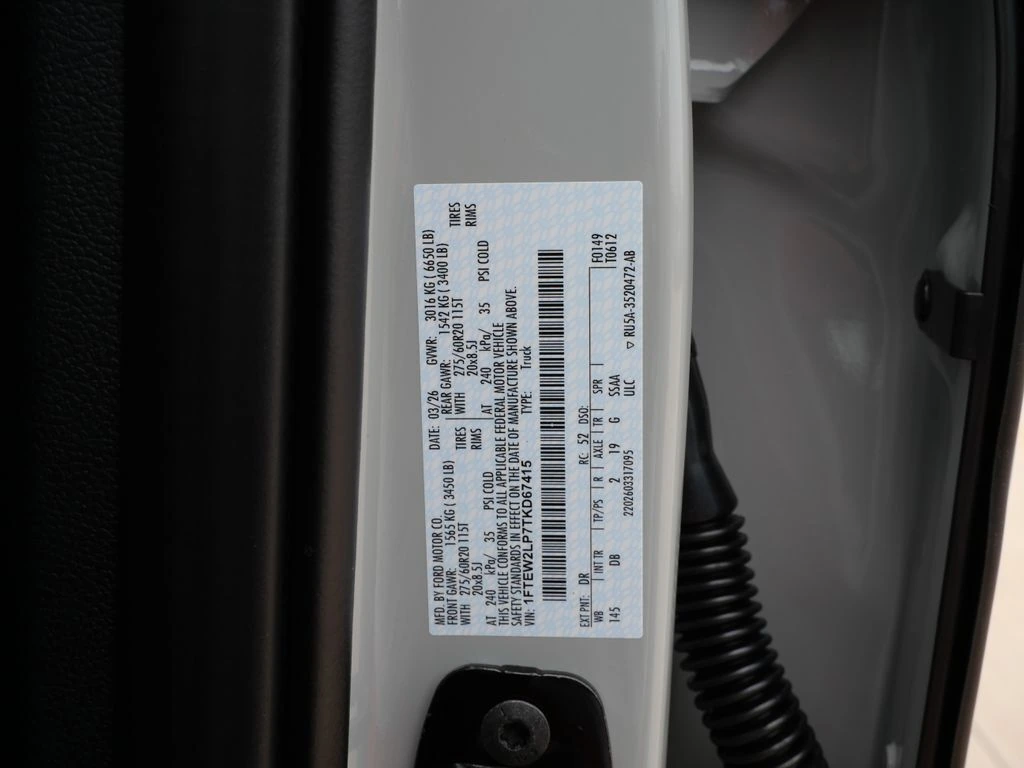 MFD. BY FORD MOTOR CO. DATE: 03/26 GVWR: 3016 KG ( 6650 LB)
FRONT GAWR: 1565 KG ( 3450 LB) REAR GAWR: 1542 KG ( 3400 LB)
WITH 275/60R20 115T TIRES WITH 275/60R20 115T TIRES
20x8.5J RIMS 20x8.5J RIMS
AT 240 kPa/ 35 PSI COLD AT 240 kPa/ 35 PSI COLD
THIS VEHICLE CONFORMS TO ALL APPLICABLE FEDERAL MOTOR VEHICLE
SAFETY STANDARDS IN EFFECT ON THE DATE OF MANUFACTURE SHOWN ABOVE.
VIN: 1FTEW2LP7TKD67415 TYPE: Truck
EXT PNT: DR RC: 52 DSO: F0149
WB INT TR TP/PS R AXLE TR SPR T0612
145 DB 2 19 G SSAA
2202603317095 ULC ▽ RU5A-3520472-AB